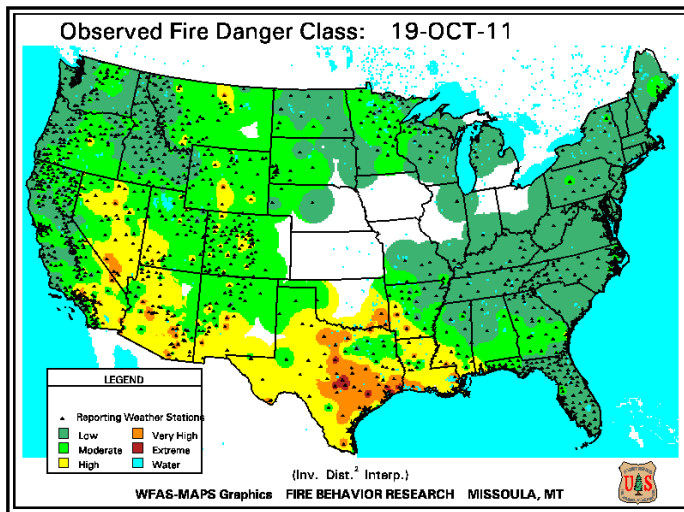 Observed Fire Danger Class: 19-OCT-11
LEGEND
Reporting Weather Stations
Low
Very High
Moderate
Extreme
High
Water
(Inv. Dist.² Interp.)
WFAS-MAPS Graphics FIRE BEHAVIOR RESEARCH MISSOULA, MT
U S